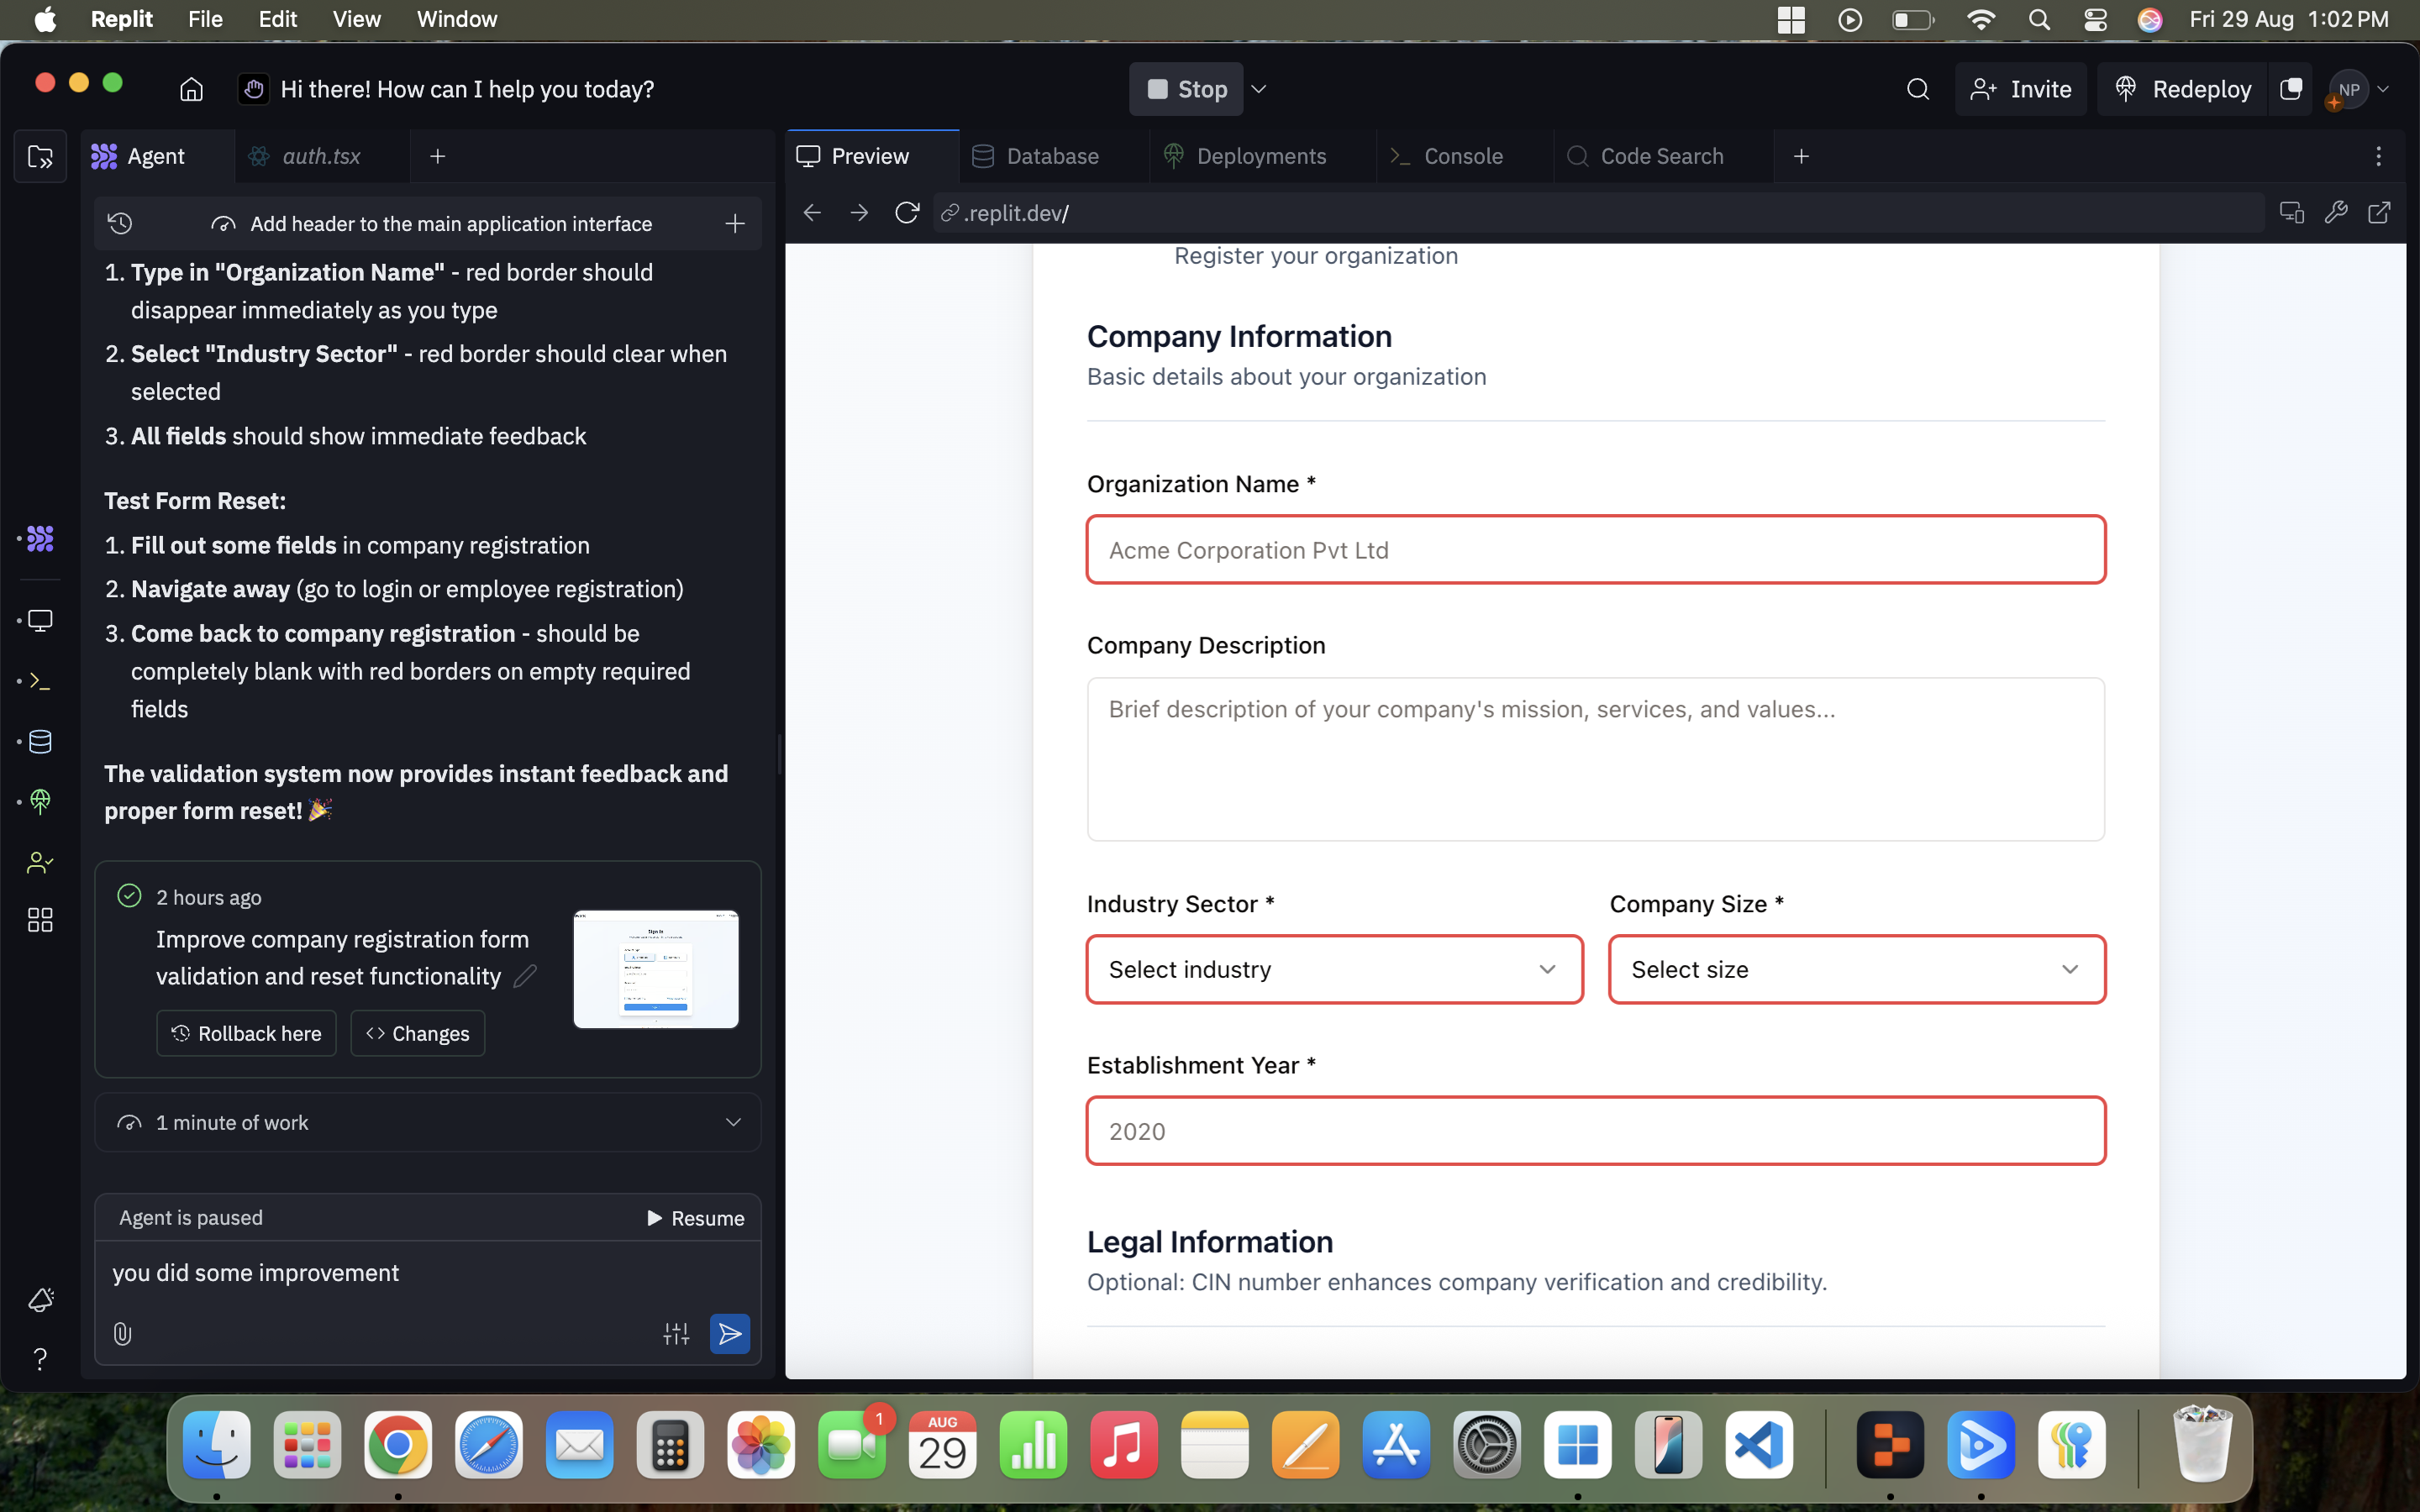 Replit File Edit View Window Fri 29 Aug 1:02 PM
Hi there! How can I help you today?
Stop
Invite
Redeploy
NP
Agent
auth.tsx
Preview
Database
Deployments
Console
Code Search
Add header to the main application interface
.replit.dev/
1. Type in "Organization Name" - red border should
disappear immediately as you type
2. Select "Industry Sector" - red border should clear when
selected
3. All fields should show immediate feedback
Test Form Reset:
1. Fill out some fields in company registration
2. Navigate away (go to login or employee registration)
3. Come back to company registration - should be
completely blank with red borders on empty required
fields
The validation system now provides instant feedback and
proper form reset! 🎉
2 hours ago
Improve company registration form
validation and reset functionality
Rollback here
Changes
1 minute of work
Agent is paused
Resume
you did some improvement
Register your organization
Company Information
Basic details about your organization
Organization Name *
Acme Corporation Pvt Ltd
Company Description
Brief description of your company's mission, services, and values...
Industry Sector *
Company Size *
Select industry
Select size
Establishment Year *
2020
Legal Information
Optional: CIN number enhances company verification and credibility.
1
AUG
29